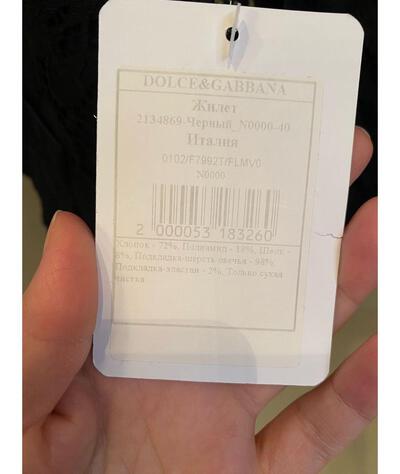 DOLCE&GABBANA
Жилет
2134869-Черный_N0000-40
Италия
0102/F7992T/FLMV0
N0000
2 000053 183260
Хлопок - 72%, Полиамид - 18%, Шелк -
8%, Подкладка-шерсть овечья - 98%,
Подкладка-эластан - 2%, Только сухая
чистка